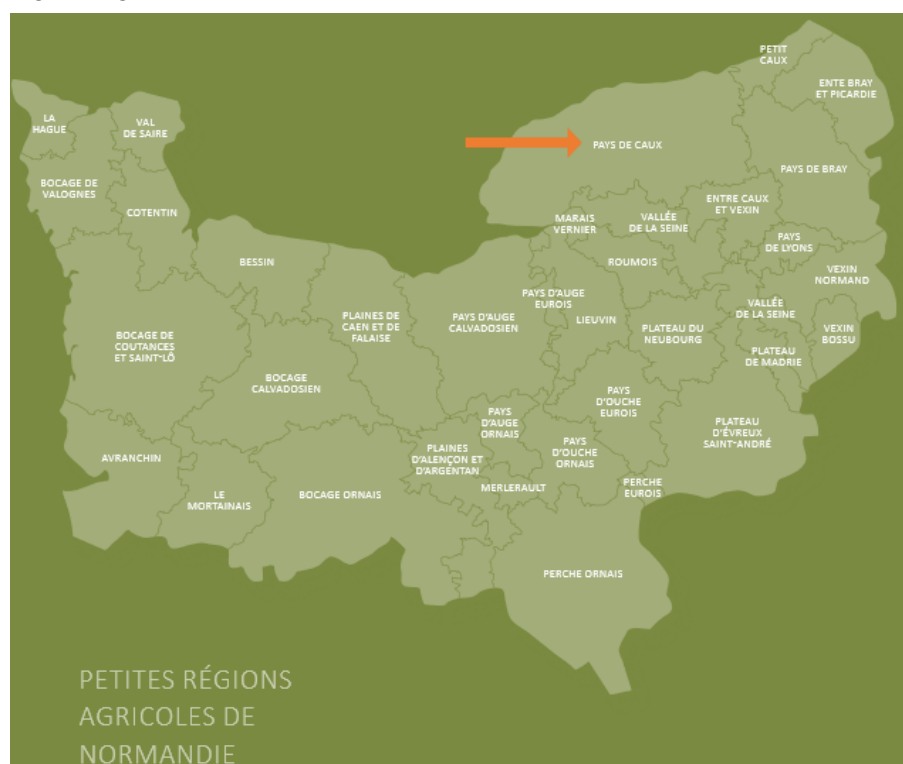 PETIT
CAUX
ENTE BRAY
ET PICARDIE
LA
HAGUE
VAL
DE SAIRE
PAYS DE CAUX
PAYS DE BRAY
BOCAGE DE
VALOGNES
COTENTIN
ENTRE CAUX
ET VEXIN
MARAIS
VERNIER
VALLÉE
DE LA SEINE
PAYS
DE LYONS
BESSIN
ROUMOIS
VEXIN
NORMAND
PAYS D'AUGE
EUROIS
PLAINES DE
CAEN ET DE
FALAISE
PAYS D'AUGE
CALVADOSIEN
LIEUVIN
PLATEAU DU
NEUBOURG
VALLÉE
DE LA SEINE
VEXIN
BOSSU
BOCAGE DE
COUTANCES
ET SAINT-LÔ
PLATEAU
DE MADRIE
BOCAGE
CALVADOSIEN
PAYS
D'OUCHE
EUROIS
PAYS
D'AUGE
ORNAIS
PLATEAU
D'ÉVREUX
SAINT-ANDRÉ
AVRANCHIN
PLAINES
D'ALENÇON ET
D'ARGENTAN
PAYS
D'OUCHE
ORNAIS
LE
MORTAINAIS
BOCAGE ORNAIS
MERLERAULT
PERCHE
EUROIS
PERCHE ORNAIS
PETITES RÉGIONS
AGRICOLES DE
NORMANDIE